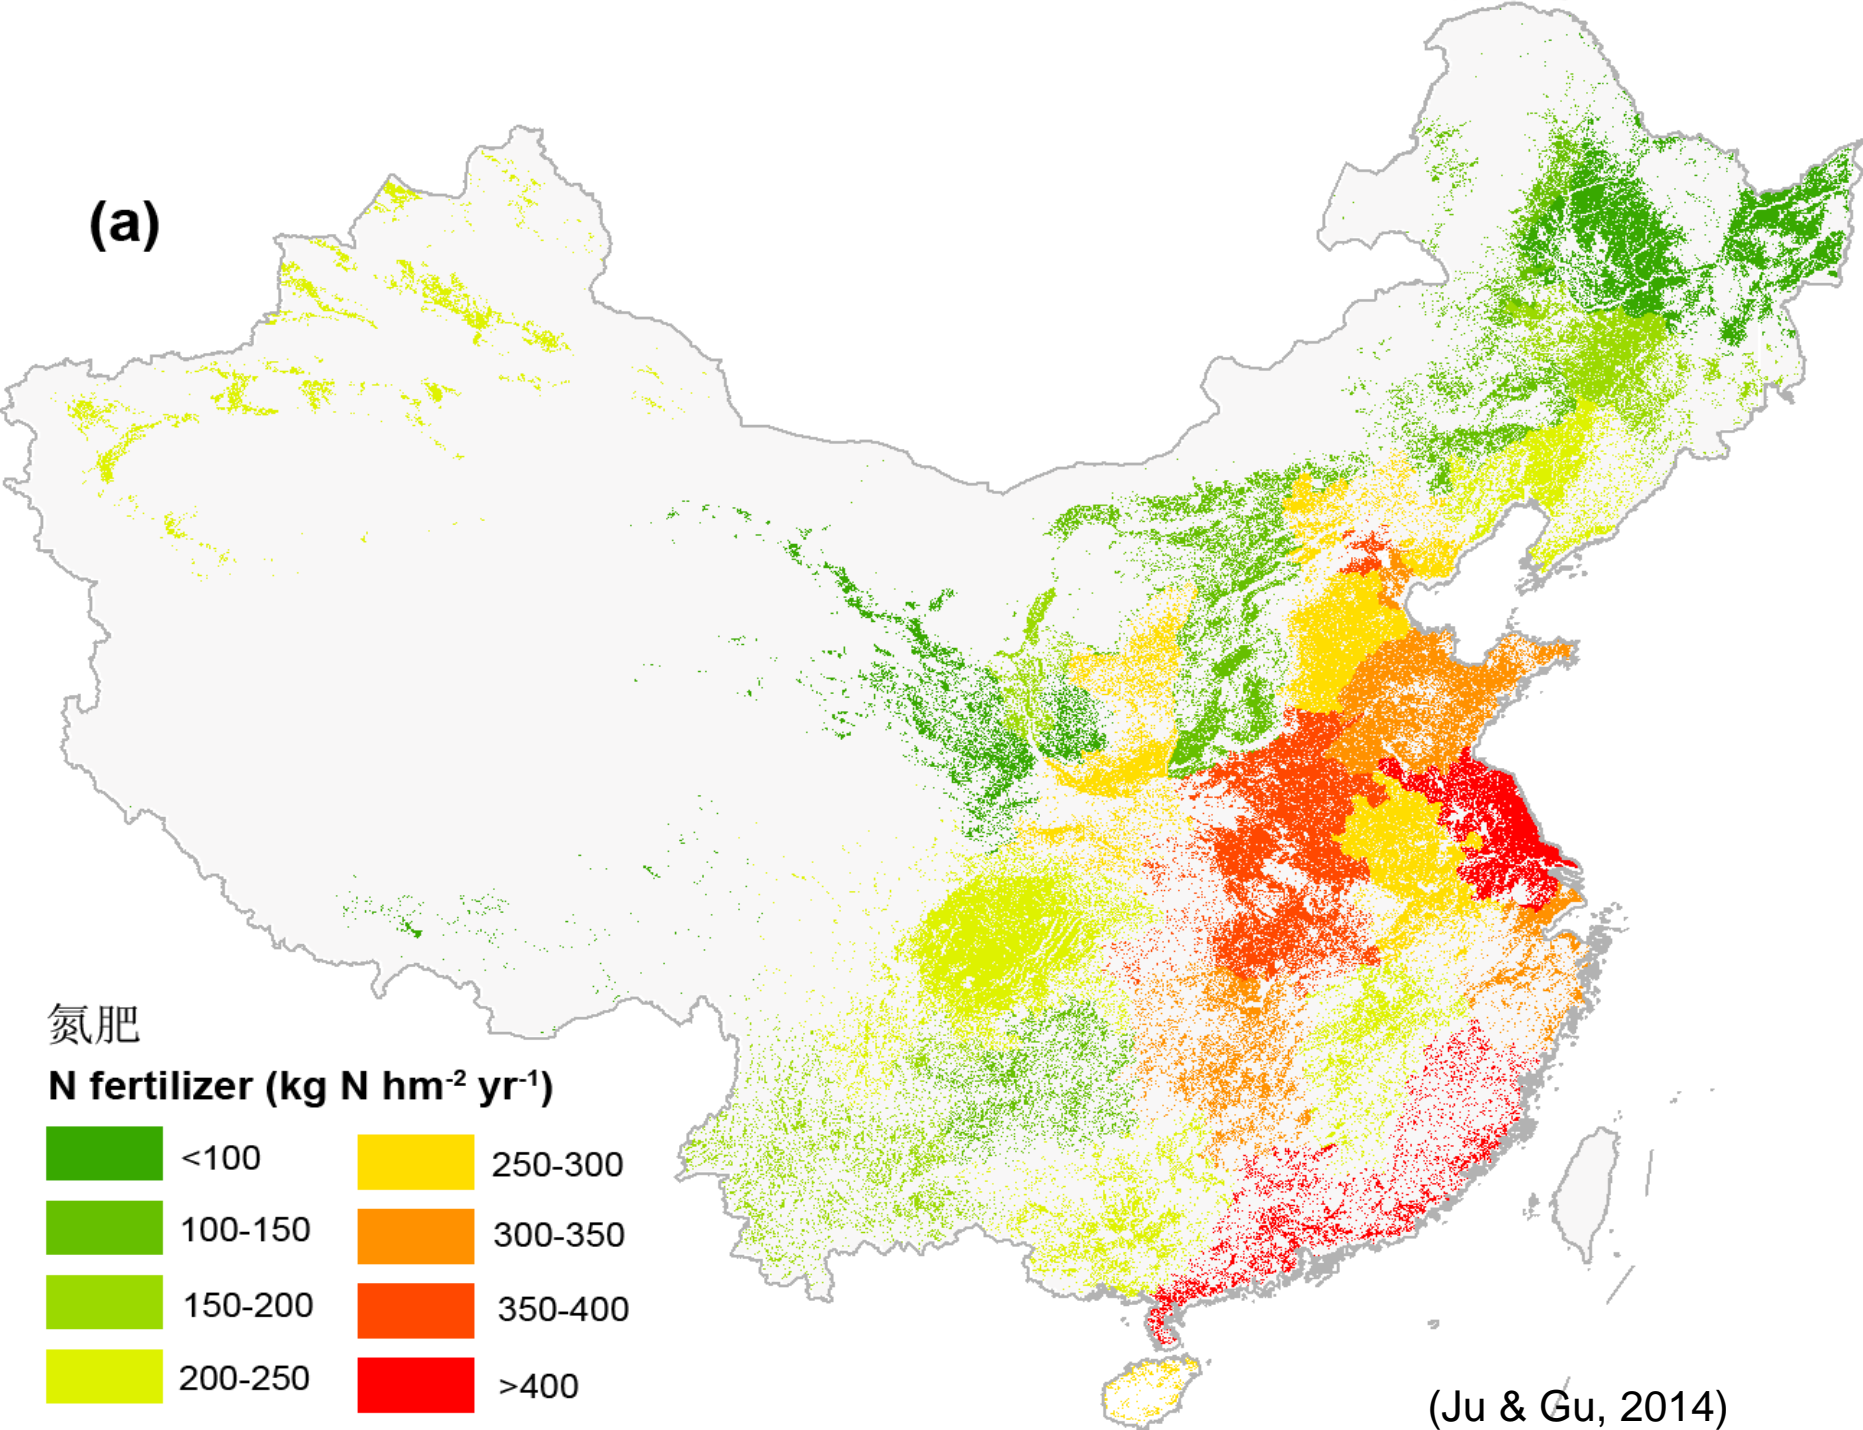 (a)
氮肥
N fertilizer (kg N hm⁻² yr⁻¹)
<100
100-150
150-200
200-250
250-300
300-350
350-400
>400
(Ju & Gu, 2014)